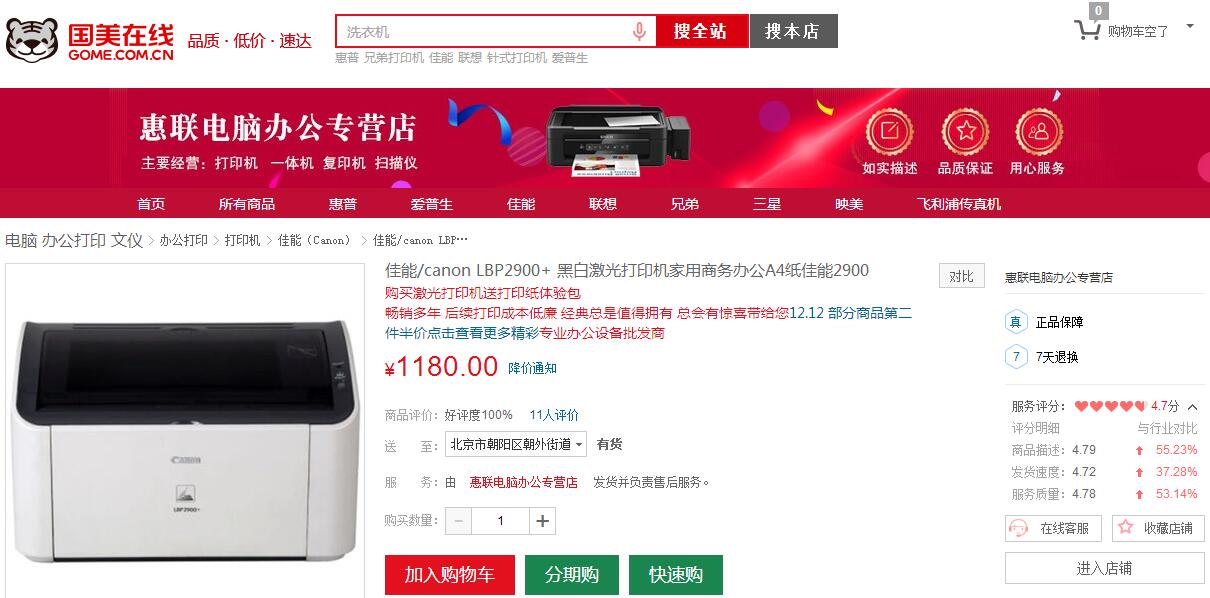 国美在线
GOME.COM.CN
品质 · 低价 · 速达
洗衣机
搜全站
搜本店
0
购物车空了
惠普 兄弟打印机 佳能 联想 针式打印机 爱普生
惠联电脑办公专营店
主要经营：打印机 一体机 复印机 扫描仪
如实描述 品质保证 用心服务
首页 所有商品 惠普 爱普生 佳能 联想 兄弟 三星 映美 飞利浦传真机
电脑 办公打印 文仪 > 办公打印 > 打印机 > 佳能（Canon） > 佳能/canon LBP…
佳能/canon LBP2900+ 黑白激光打印机家用商务办公A4纸佳能2900
对比
购买激光打印机送打印纸体验包
畅销多年 后续打印成本低廉 经典总是值得拥有 总会有惊喜带给您12.12 部分商品第二
件半价点击查看更多精彩专业办公设备批发商
¥1180.00 降价通知
商品评价：好评度100% 11人评价
送 至：北京市朝阳区朝外街道 有货
服 务：由 惠联电脑办公专营店 发货并负责售后服务。
购买数量： － 1 +
加入购物车 分期购 快速购
Canon
LBP2900+
惠联电脑办公专营店
真 正品保障
7 7天退换
服务评分： 4.7分
评分明细 与行业对比
商品描述：4.79 55.23%
发货速度：4.72 37.28%
服务质量：4.78 53.14%
在线客服 收藏店铺
进入店铺